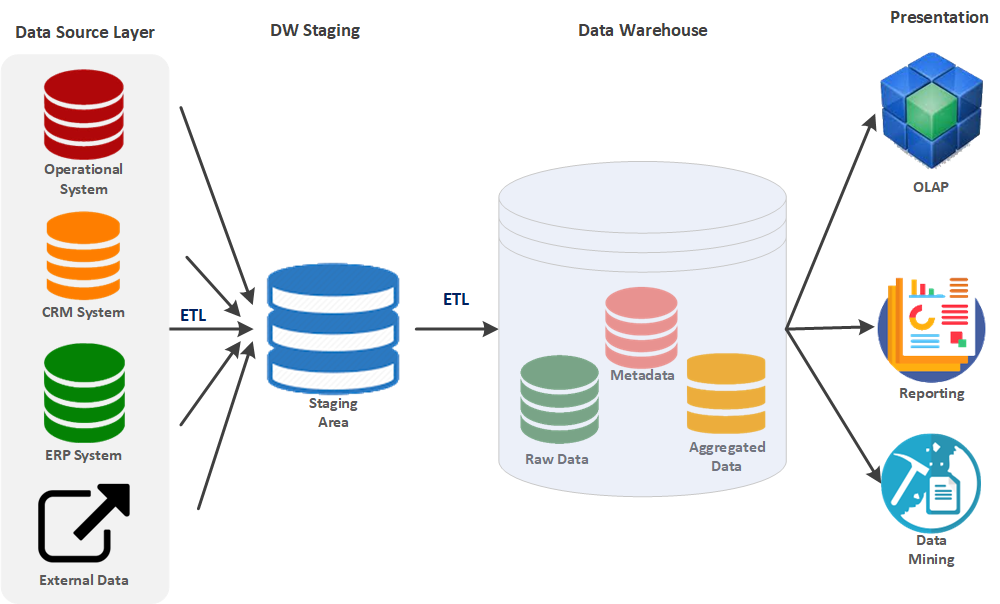 Data Source Layer
DW Staging
Data Warehouse
Presentation
Operational
System
CRM System
ETL
ERP System
External Data
Staging
Area
ETL
Metadata
Raw Data
Aggregated
Data
OLAP
Reporting
Data
Mining